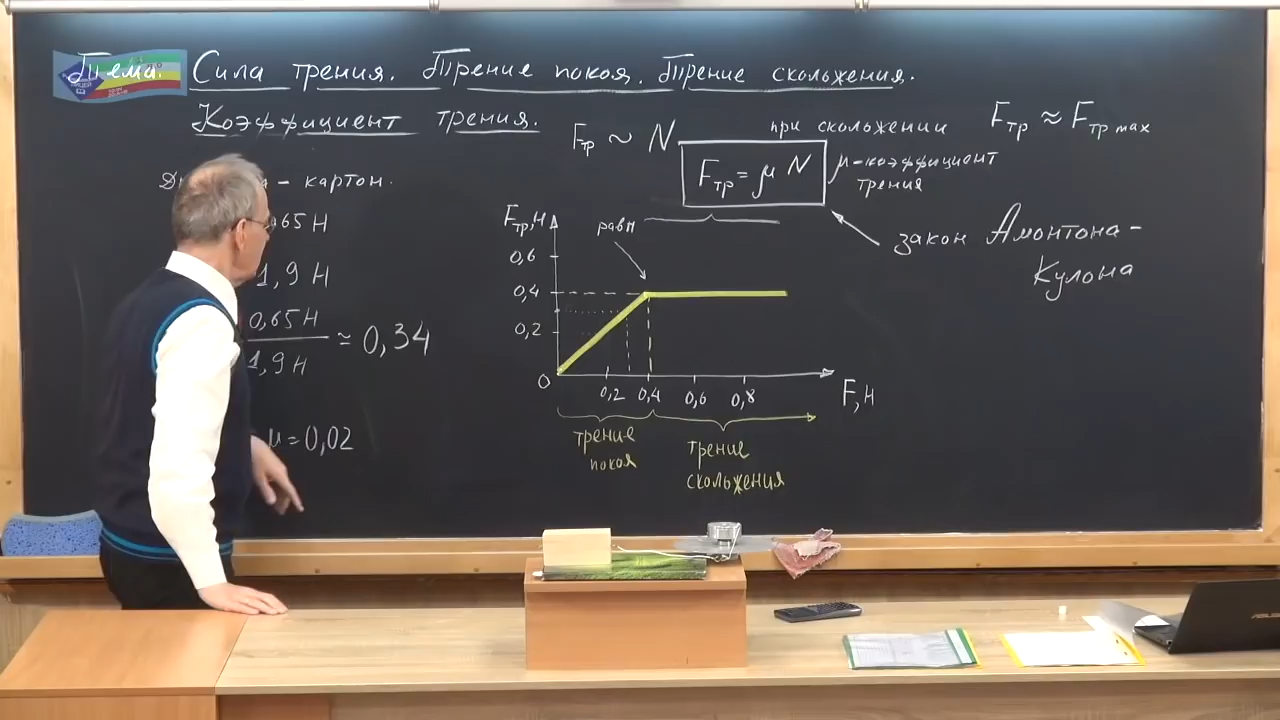 Тема. Сила трения. Трение покоя. Трение скольжения.
Коэффициент трения.
Fтр ~ N
при скольжении
Fтр ≈ Fтр max
Fтр = μ N
μ-коэффициент
трения
закон Амонтона-
Кулона
– картон.
0,65 Н
1,9 Н
0,65 Н
1,9 Н
≈ 0,34
μ = 0,02
Fтр, Н
равн
0,6
0,4
0,2
0
0,2 0,4 0,6 0,8
F, Н
трение
покоя
трение
скольжения
ЛИЦЕЙ